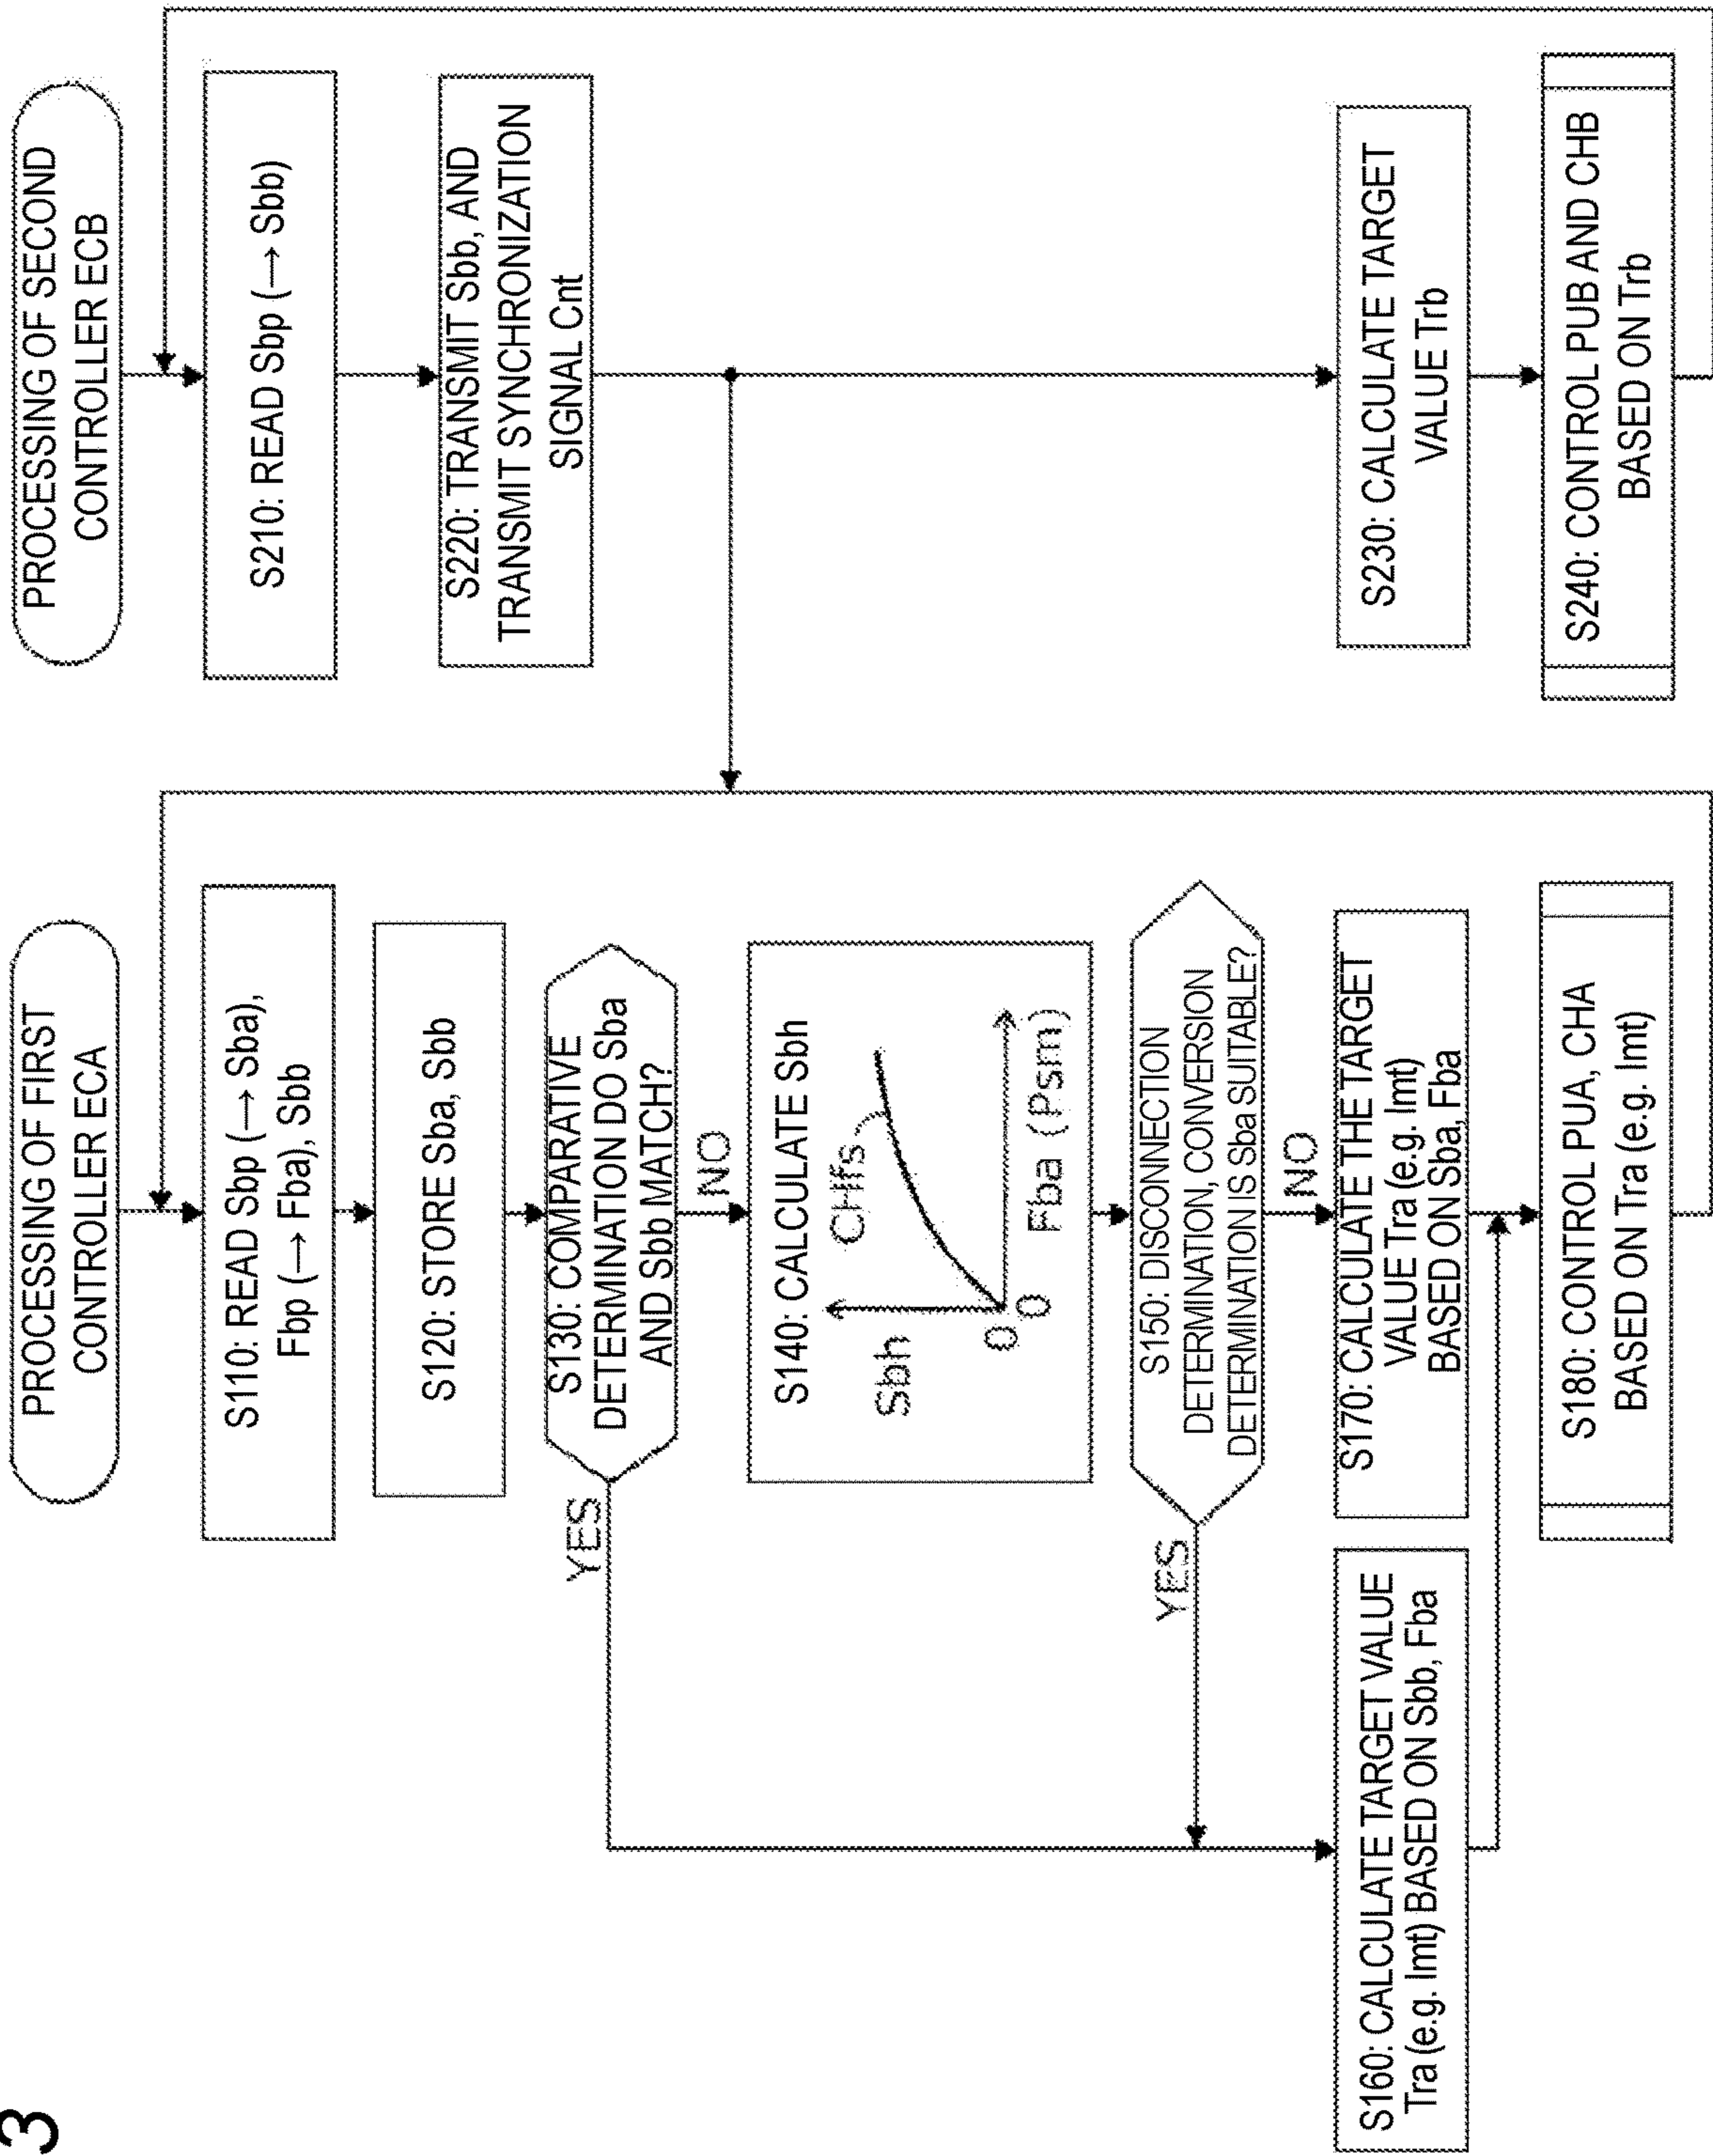 3
PROCESSING OF FIRST
CONTROLLER ECA
S110: READ Sbp (→ Sba),
Fbp (→ Fba), Sbb
S120: STORE Sba, Sbb
S130: COMPARATIVE
DETERMINATION DO Sba
AND Sbb MATCH?
YES
NO
S140: CALCULATE Sbh
Sbh
CHfs
0
0
Fba (Psm)
S150: DISCONNECTION
DETERMINATION, CONVERSION
DETERMINATION IS Sba SUITABLE?
YES
NO
S160: CALCULATE TARGET VALUE
Tra (e.g. Imt) BASED ON Sbb, Fba
S170: CALCULATE THE TARGET
VALUE Tra (e.g. Imt)
BASED ON Sba, Fba
S180: CONTROL PUA, CHA
BASED ON Tra (e.g. Imt)
PROCESSING OF SECOND
CONTROLLER ECB
S210: READ Sbp (→ Sbb)
S220: TRANSMIT Sbb, AND
TRANSMIT SYNCHRONIZATION
SIGNAL Cnt
S230: CALCULATE TARGET
VALUE Trb
S240: CONTROL PUB AND CHB
BASED ON Trb